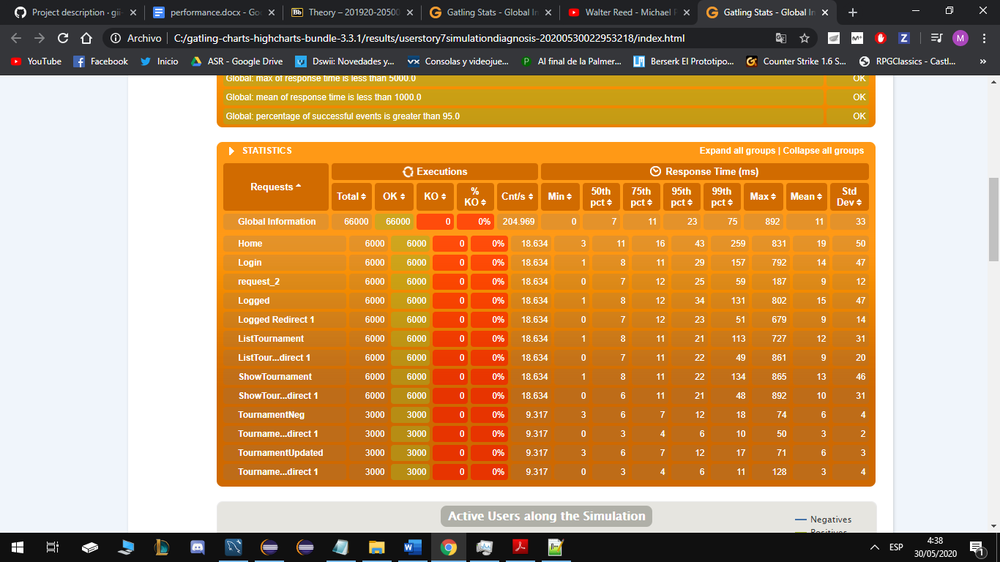 Project description · gii-
performance.docx - Goo
Theory – 201920-20500
Gatling Stats - Global In
Walter Reed - Michael P
Gatling Stats - Global In
Archivo
C:/gatling-charts-highcharts-bundle-3.3.1/results/userstory7simulationdiagnosis-20200530022953218/index.html
YouTube Facebook Inicio ASR - Google Drive Dswii: Novedades y... Consolas y videojue... Al final de la Palmer... Berserk El Prototipo... Counter Strike 1.6 S... RPGClassics - Castl... »
Global: max of response time is less than 5000.0 OK
Global: mean of response time is less than 1000.0 OK
Global: percentage of successful events is greater than 95.0 OK
STATISTICS Expand all groups | Collapse all groups
Requests Executions Response Time (ms)
Total OK KO % KO Cnt/s Min 50th pct 75th pct 95th pct 99th pct Max Mean Std Dev
Global Information 66000 66000 0 0% 204.969 0 7 11 23 75 892 11 33
Home 6000 6000 0 0% 18.634 3 11 16 43 259 831 19 50
Login 6000 6000 0 0% 18.634 1 8 11 29 157 792 14 47
request_2 6000 6000 0 0% 18.634 0 7 12 25 59 187 9 12
Logged 6000 6000 0 0% 18.634 1 8 12 34 131 802 15 47
Logged Redirect 1 6000 6000 0 0% 18.634 0 7 12 23 51 679 9 14
ListTournament 6000 6000 0 0% 18.634 1 8 11 21 113 727 12 31
ListTour...direct 1 6000 6000 0 0% 18.634 0 7 11 22 49 861 9 20
ShowTournament 6000 6000 0 0% 18.634 1 8 11 22 134 865 13 46
ShowTour...direct 1 6000 6000 0 0% 18.634 0 6 11 21 48 892 10 31
TournamentNeg 3000 3000 0 0% 9.317 3 6 7 12 18 74 6 4
Tourname...direct 1 3000 3000 0 0% 9.317 0 3 4 6 10 50 3 2
TournamentUpdated 3000 3000 0 0% 9.317 3 6 7 12 17 71 6 3
Tourname...direct 1 3000 3000 0 0% 9.317 0 3 4 6 11 128 3 4
Active Users along the Simulation
Negatives
Positives
ESP
4:38
30/05/2020
1